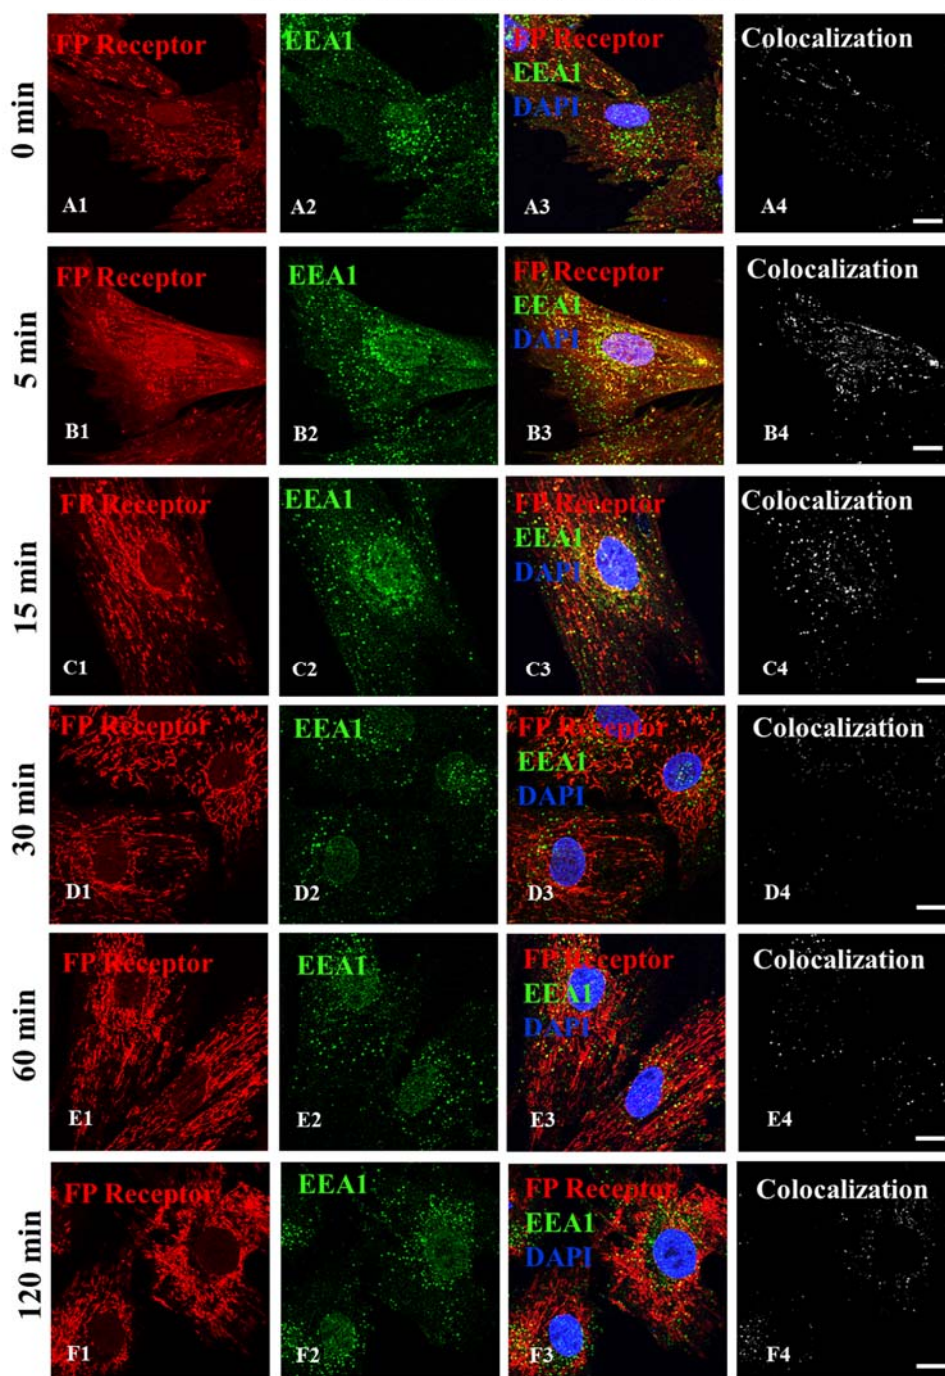 0 min
FP Receptor
A1
EEA1
A2
FP Receptor
EEA1
DAPI
A3
Colocalization
A4
5 min
FP Receptor
B1
EEA1
B2
FP Receptor
EEA1
DAPI
B3
Colocalization
B4
15 min
FP Receptor
C1
EEA1
C2
FP Receptor
EEA1
DAPI
C3
Colocalization
C4
30 min
FP Receptor
D1
EEA1
D2
FP Receptor
EEA1
DAPI
D3
Colocalization
D4
60 min
FP Receptor
E1
EEA1
E2
FP Receptor
EEA1
DAPI
E3
Colocalization
E4
120 min
FP Receptor
F1
EEA1
F2
FP Receptor
EEA1
DAPI
F3
Colocalization
F4